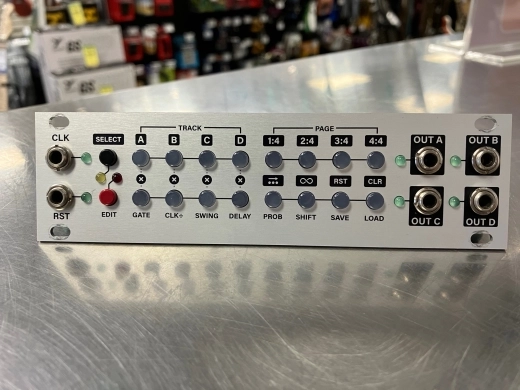 CLK
SELECT
TRACK
A B C D
PAGE
1:4 2:4 3:4 4:4
OUT A
OUT B
RST
EDIT
GATE CLK÷ SWING DELAY
∞ RST CLR
PROB SHIFT SAVE LOAD
OUT C
OUT D